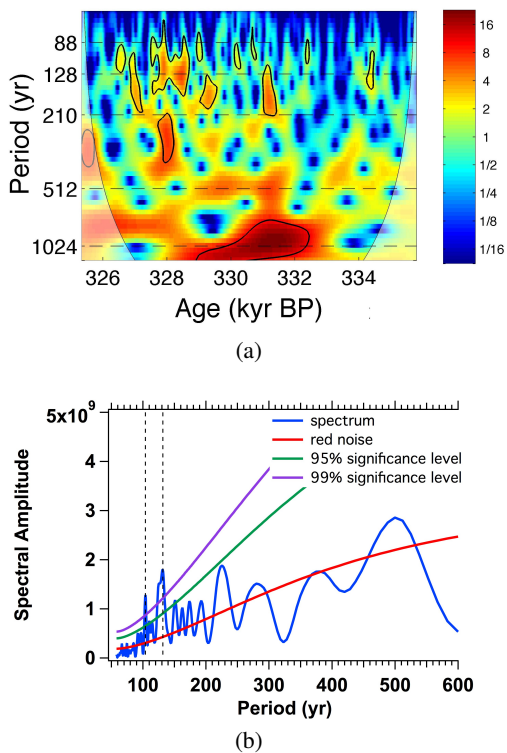 88
128
210
512
1024
Period (yr)
326 328 330 332 334
Age (kyr BP)
16
8
4
2
1
1/2
1/4
1/8
1/16
(a)
5x10⁹
4
3
2
1
0
Spectral Amplitude
spectrum
red noise
95% significance level
99% significance level
100 200 300 400 500 600
Period (yr)
(b)